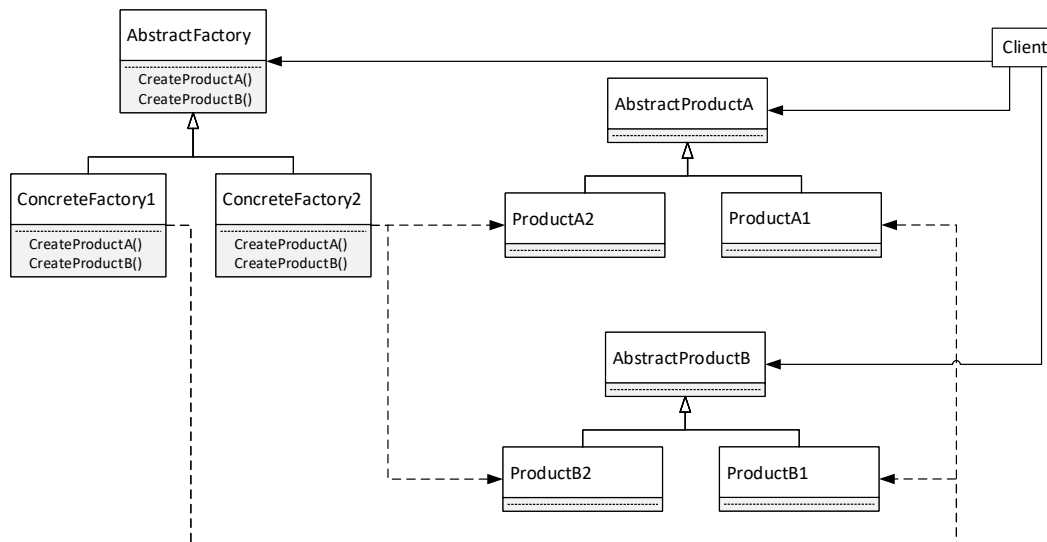 AbstractFactory
CreateProductA()
CreateProductB()
Client
AbstractProductA
ConcreteFactory1
CreateProductA()
CreateProductB()
ConcreteFactory2
CreateProductA()
CreateProductB()
ProductA2
ProductA1
AbstractProductB
ProductB2
ProductB1